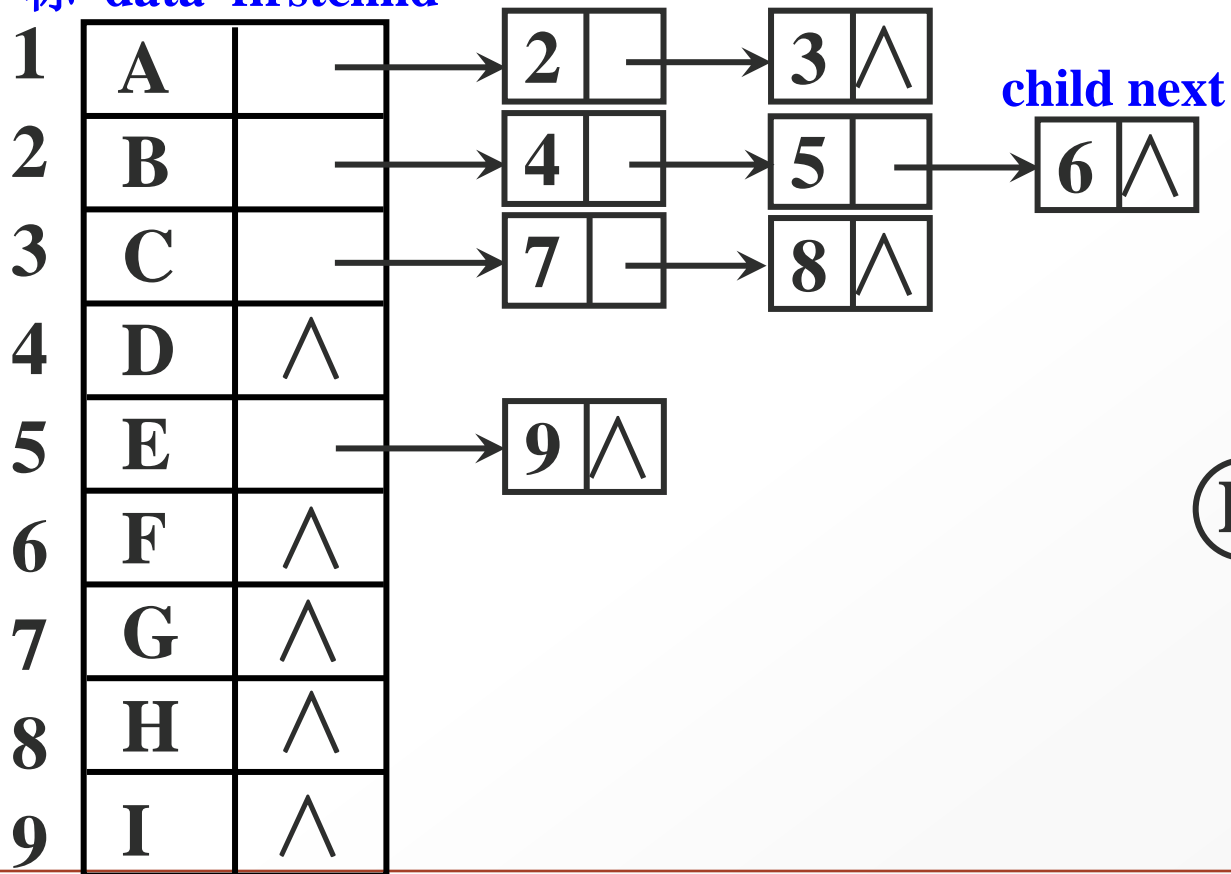 data firstchild
1 A 2 3 ∧
child next
2 B 4 5 6 ∧
3 C 7 8 ∧
4 D ∧
5 E 9 ∧
6 F ∧
7 G ∧
8 H ∧
9 I ∧